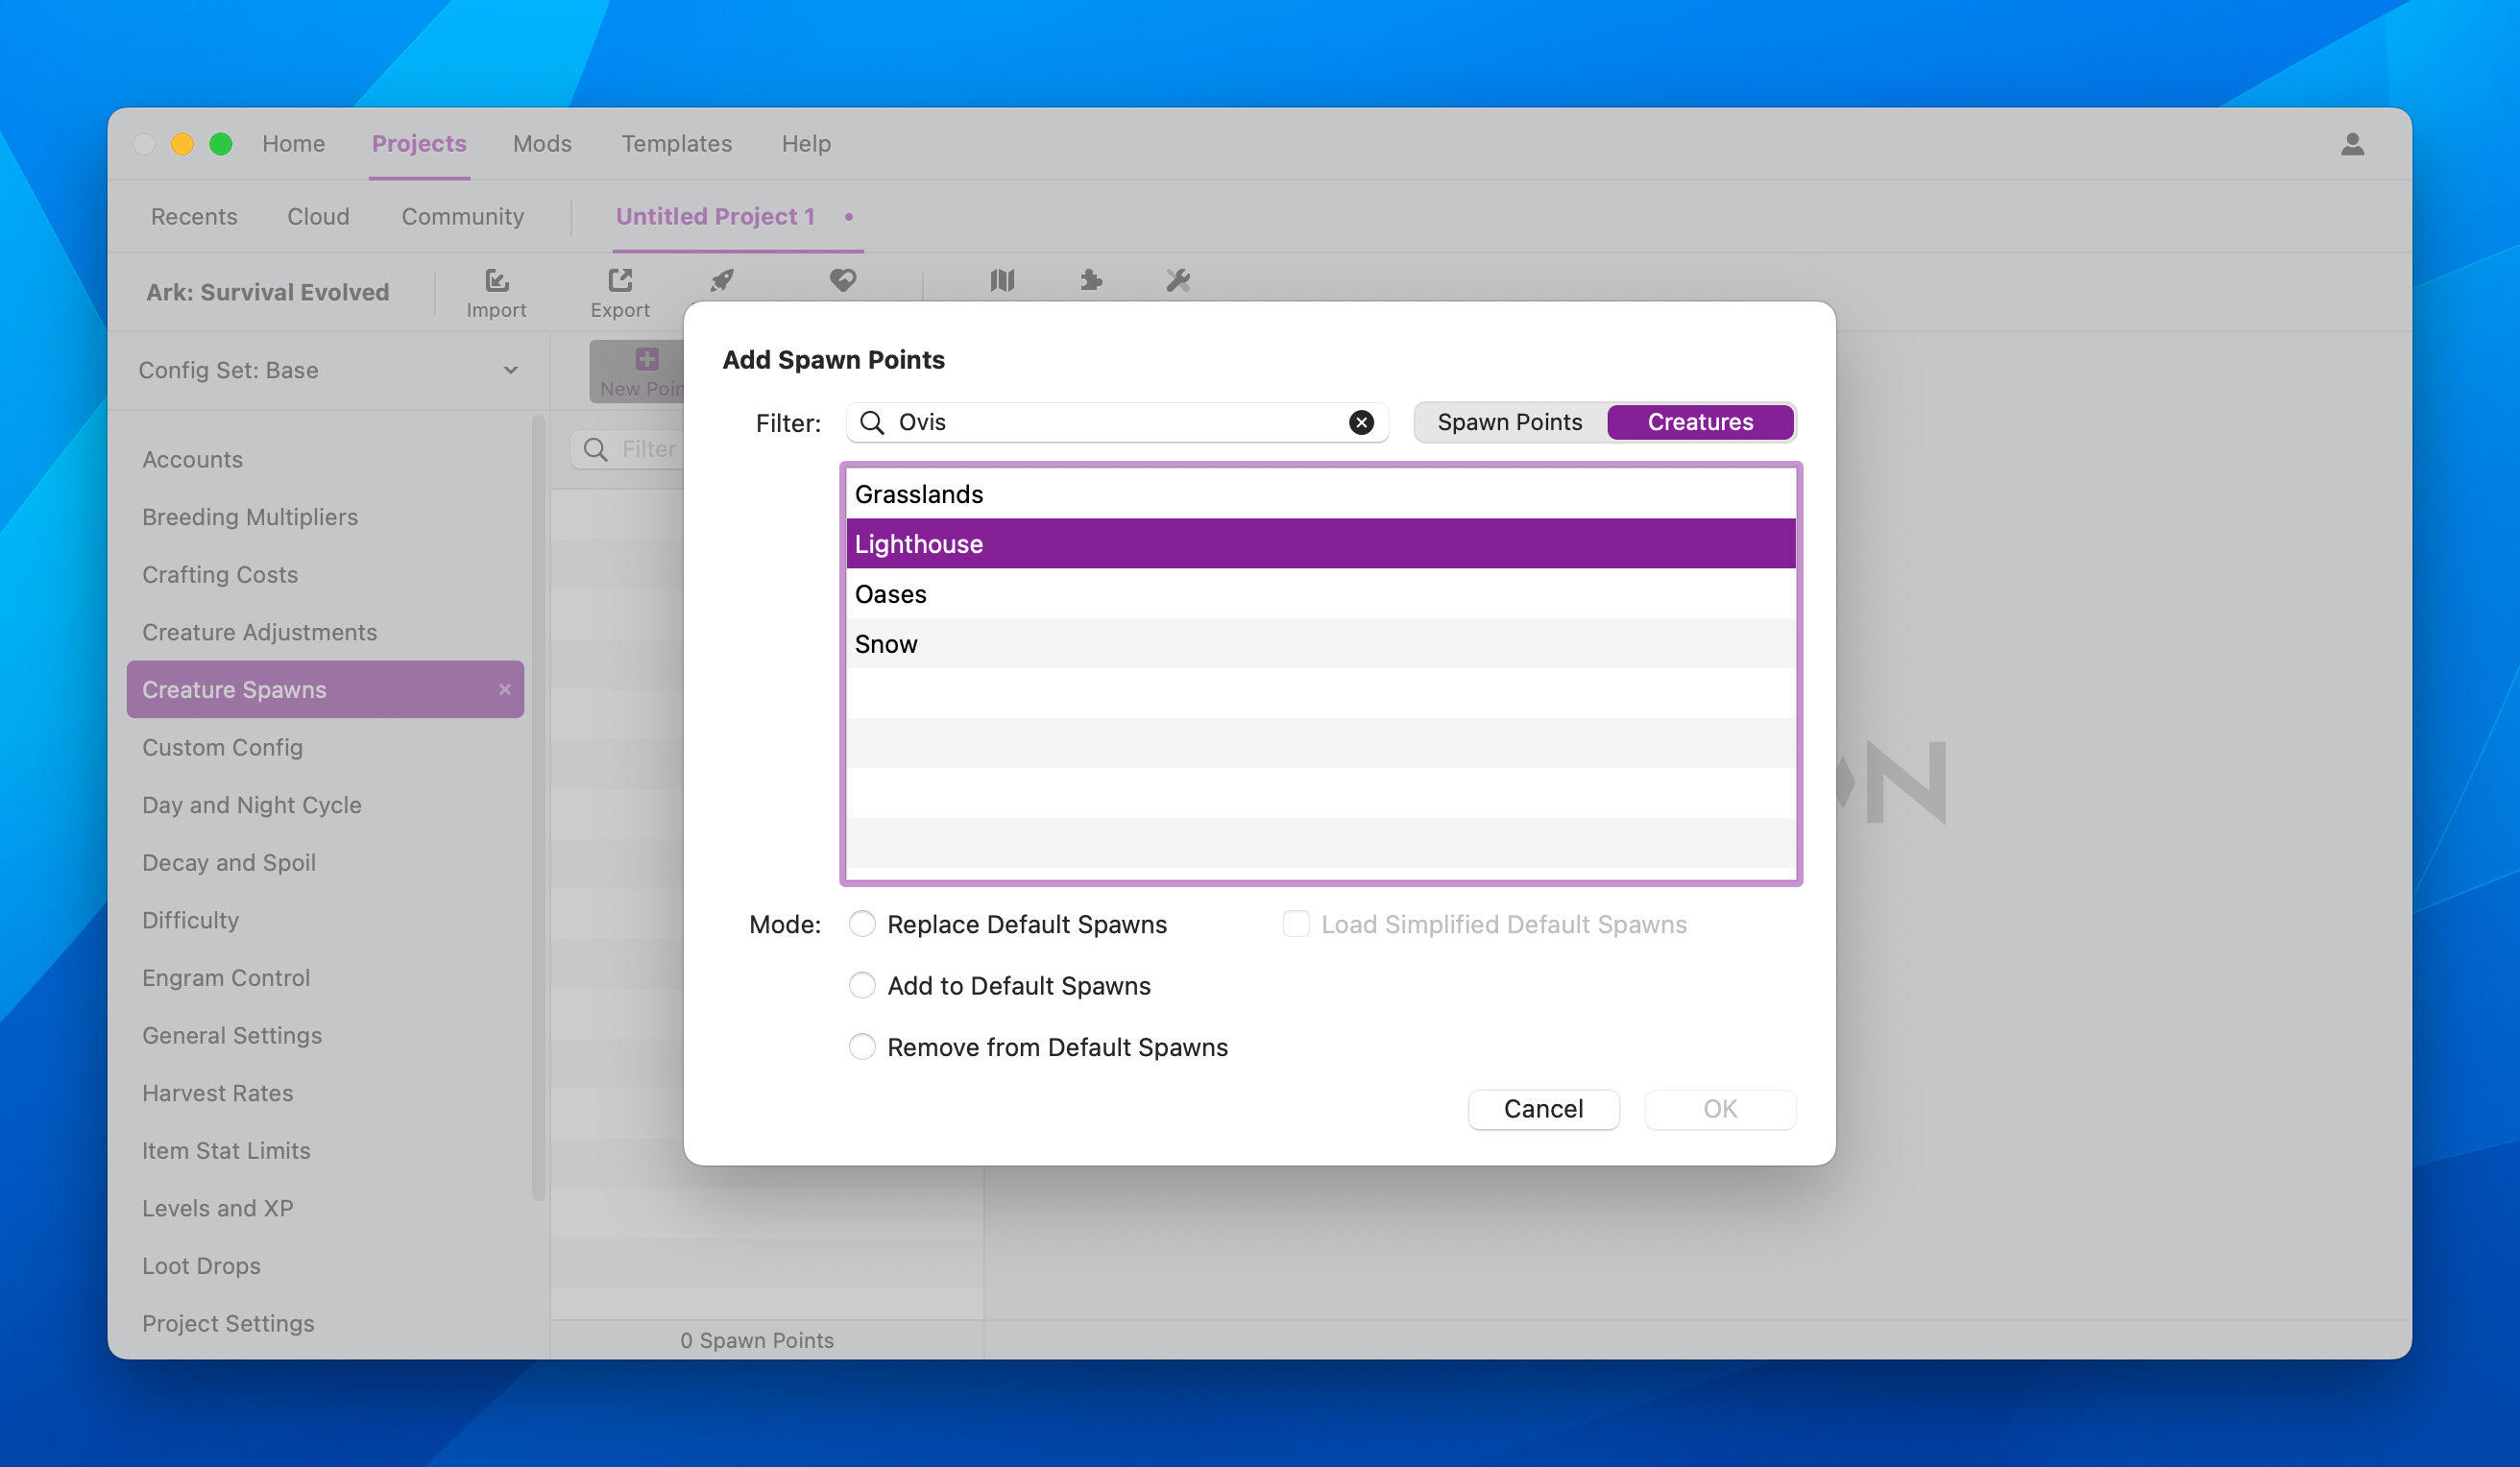 Home Projects Mods Templates Help
Recents Cloud Community Untitled Project 1 •
Ark: Survival Evolved Import Export
Config Set: Base
New Poin
Filter
Accounts
Breeding Multipliers
Crafting Costs
Creature Adjustments
Creature Spawns
Custom Config
Day and Night Cycle
Decay and Spoil
Difficulty
Engram Control
General Settings
Harvest Rates
Item Stat Limits
Levels and XP
Loot Drops
Project Settings
0 Spawn Points
Add Spawn Points
Filter: Ovis Spawn Points Creatures
Grasslands
Lighthouse
Oases
Snow
Mode: Replace Default Spawns Load Simplified Default Spawns
Add to Default Spawns
Remove from Default Spawns
Cancel OK
N